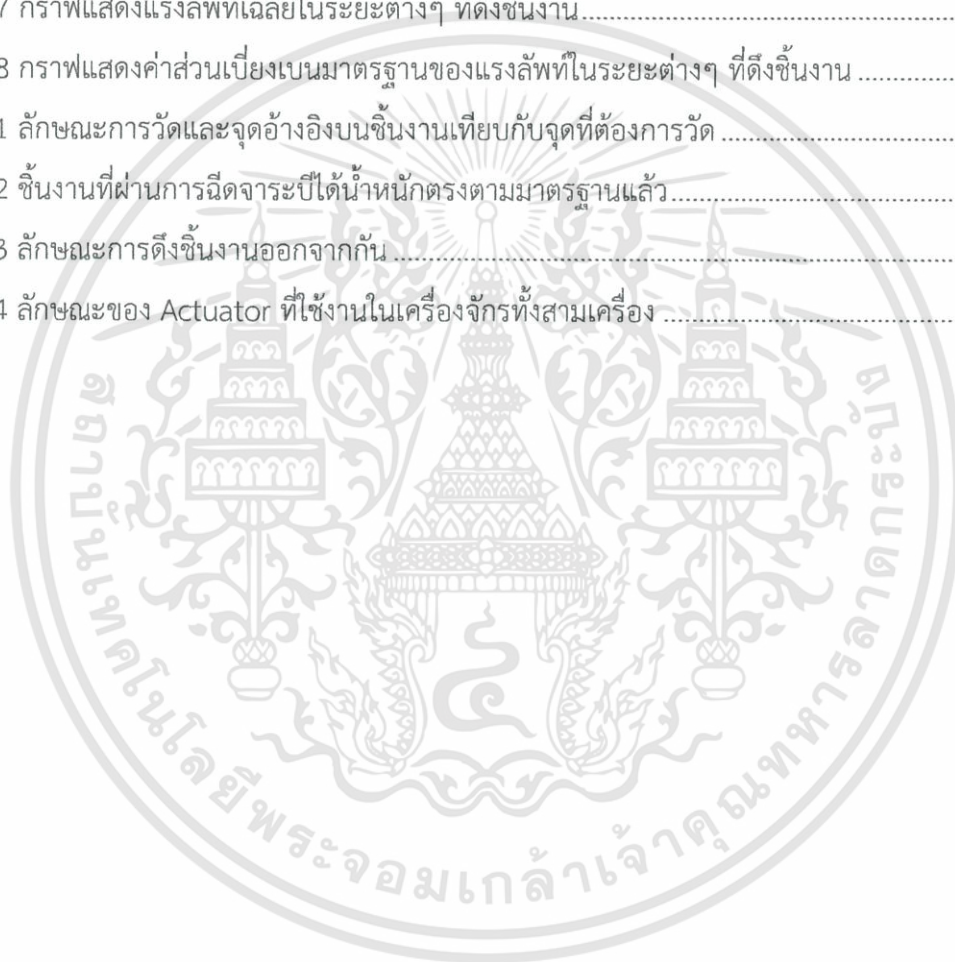 7 กราฟแสดงแรงลัพท์เฉลี่ยในระยะต่างๆ ที่ดึงชิ้นงาน
8 กราฟแสดงค่าส่วนเบี่ยงเบนมาตรฐานของแรงลัพท์ในระยะต่างๆ ที่ดึงชิ้นงาน
1 ลักษณะการวัดและจุดอ้างอิงบนชิ้นงานเทียบกับจุดที่ต้องการวัด
2 ชิ้นงานที่ผ่านการฉีดจาระบีได้น้ำหนักตรงตามมาตรฐานแล้ว
3 ลักษณะการดึงชิ้นงานออกจากกัน
4 ลักษณะของ Actuator ที่ใช้งานในเครื่องจักรทั้งสามเครื่อง
สถาบันเทคโนโลยีพระจอมเกล้าเจ้าคุณทหารลาดกระบัง